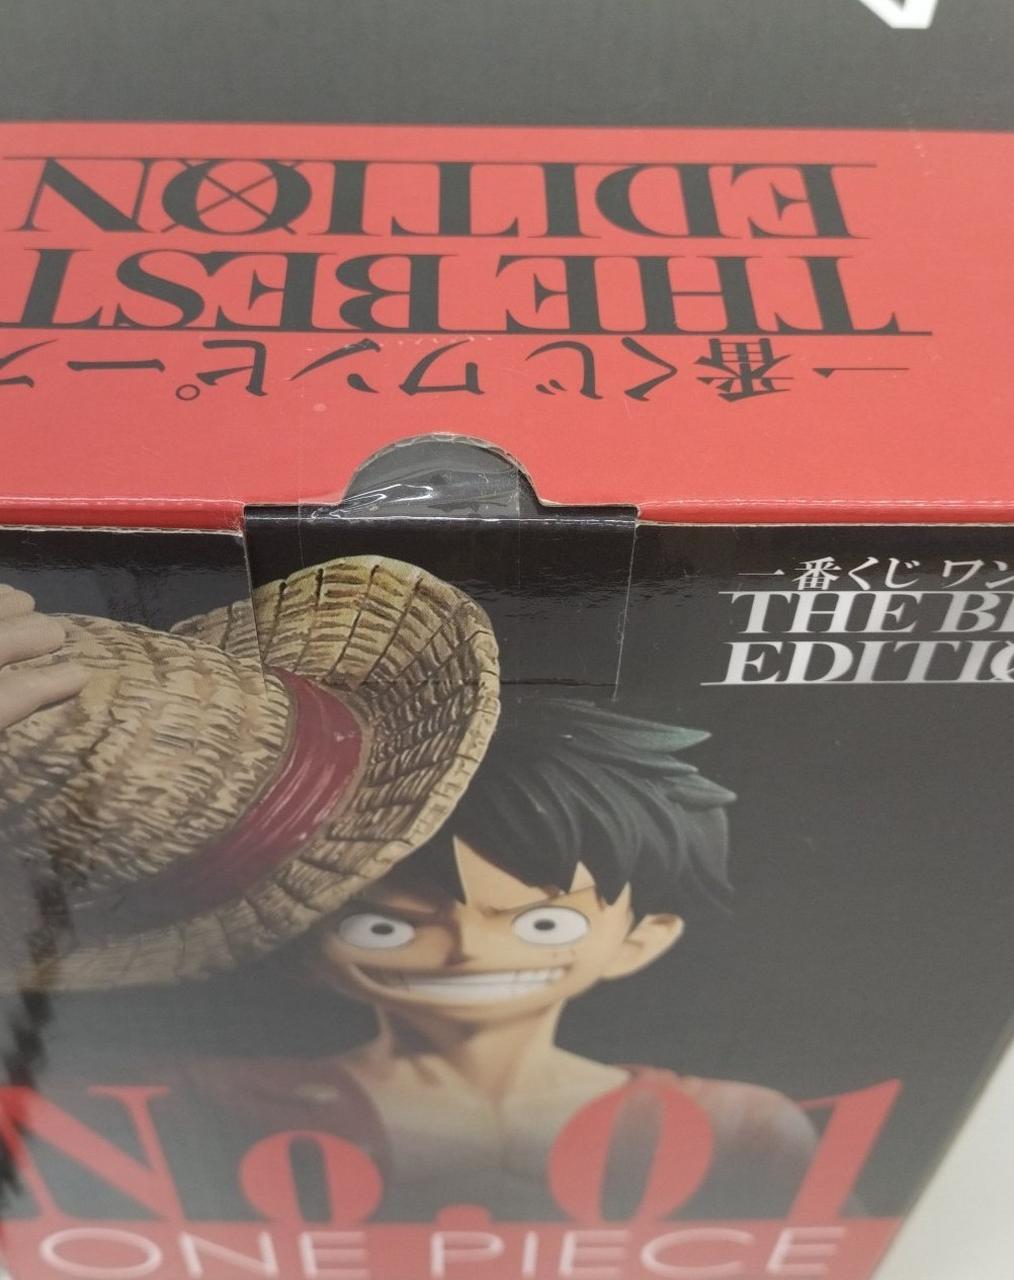 一番くじ ワンピース
THE BEST
EDITION
一番くじ ワン
THE BE
EDITIO
No.01
ONE PIECE